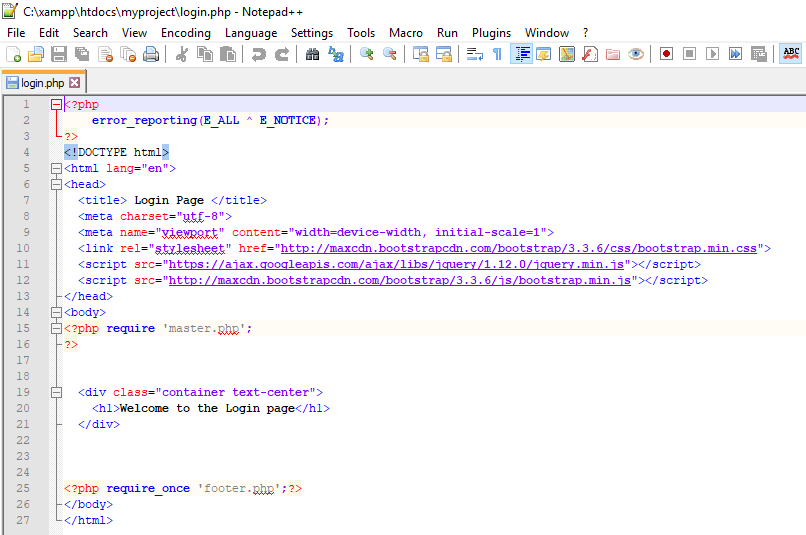 C:\xampp\htdocs\myproject\login.php - Notepad++
File Edit Search View Encoding Language Settings Tools Macro Run Plugins Window ?
ABC
login.php
1 <?php
2 error_reporting(E_ALL ^ E_NOTICE);
3 ?>
4 <!DOCTYPE html>
5 <html lang="en">
6 <head>
7 <title> Login Page </title>
8 <meta charset="utf-8">
9 <meta name="viewport" content="width=device-width, initial-scale=1">
10 <link rel="stylesheet" href="http://maxcdn.bootstrapcdn.com/bootstrap/3.3.6/css/bootstrap.min.css">
11 <script src="https://ajax.googleapis.com/ajax/libs/jquery/1.12.0/jquery.min.js"></script>
12 <script src="http://maxcdn.bootstrapcdn.com/bootstrap/3.3.6/js/bootstrap.min.js"></script>
13 </head>
14 <body>
15 <?php require 'master.php';
16 ?>
17
18
19 <div class="container text-center">
20 <h1>Welcome to the Login page</h1>
21 </div>
22
23
24
25 <?php require_once 'footer.php';?>
26 </body>
27 </html>